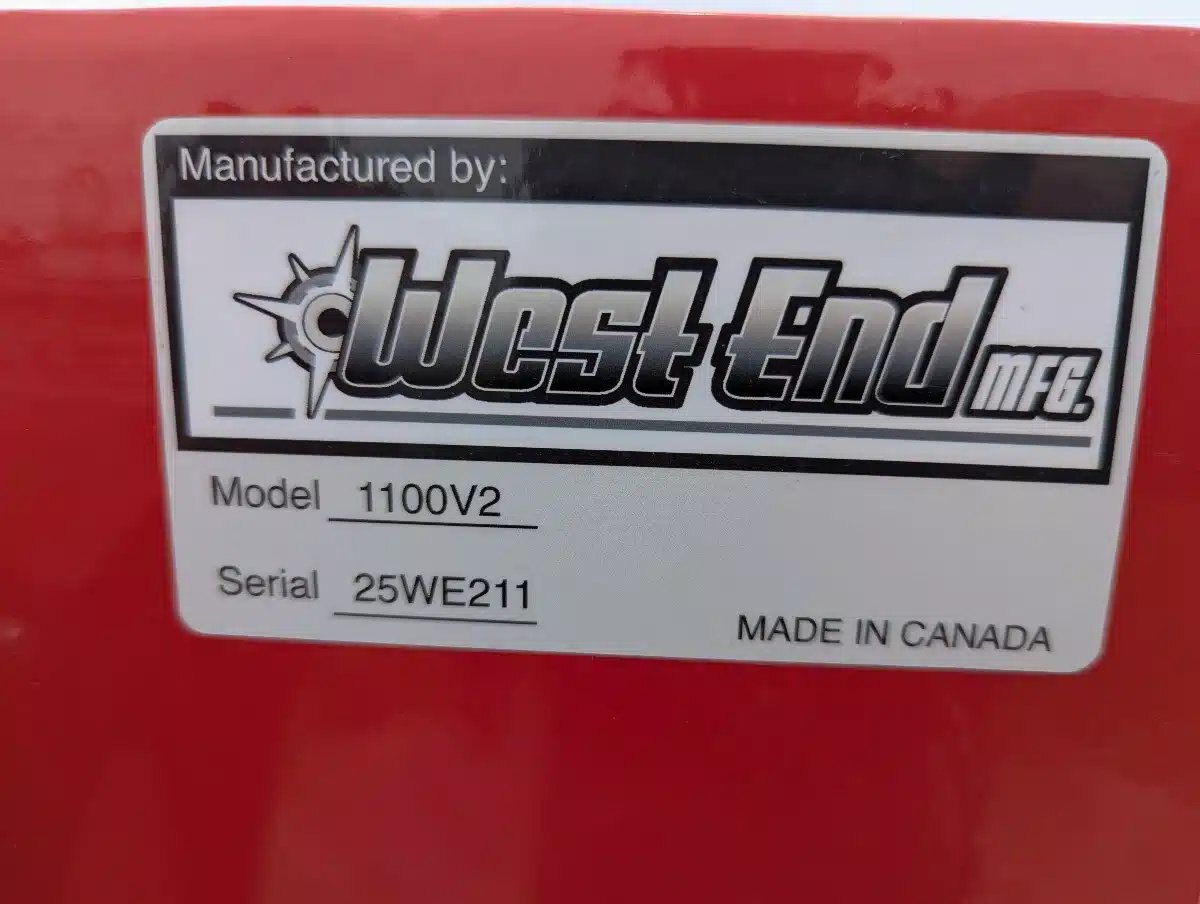 Manufactured by:
West End MFG.
Model 1100V2
Serial 25WE211
MADE IN CANADA